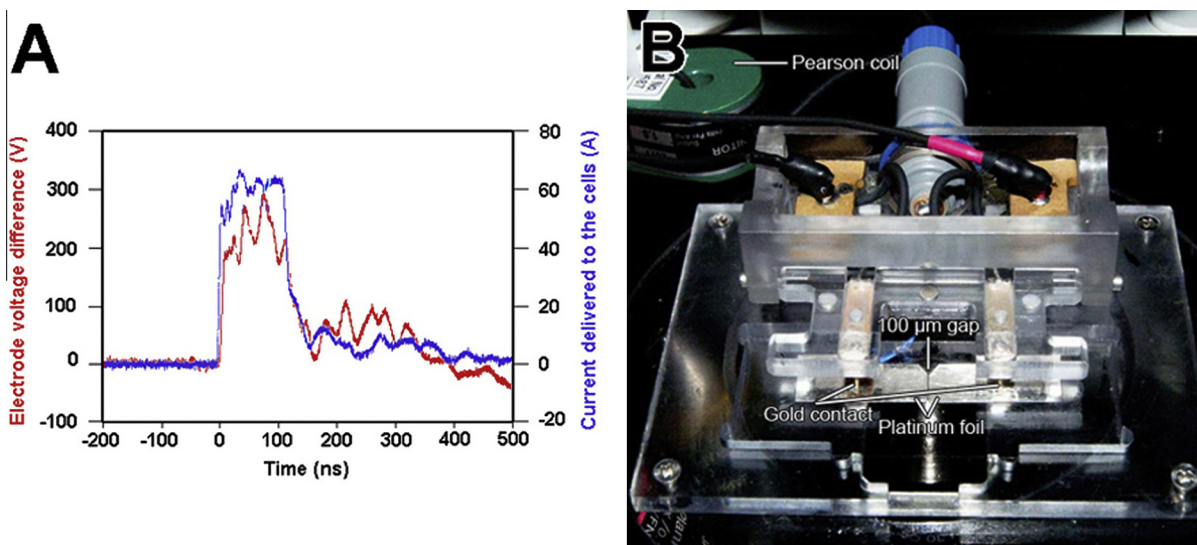 A
Electrode voltage difference (V)
400
300
200
100
0
-100
80
60
40
20
0
-20
Current delivered to the cells (A)
-200
-100
0
100
200
300
400
500
Time (ns)
B
Pearson coil
100 µm gap
Gold contact
Platinum foil